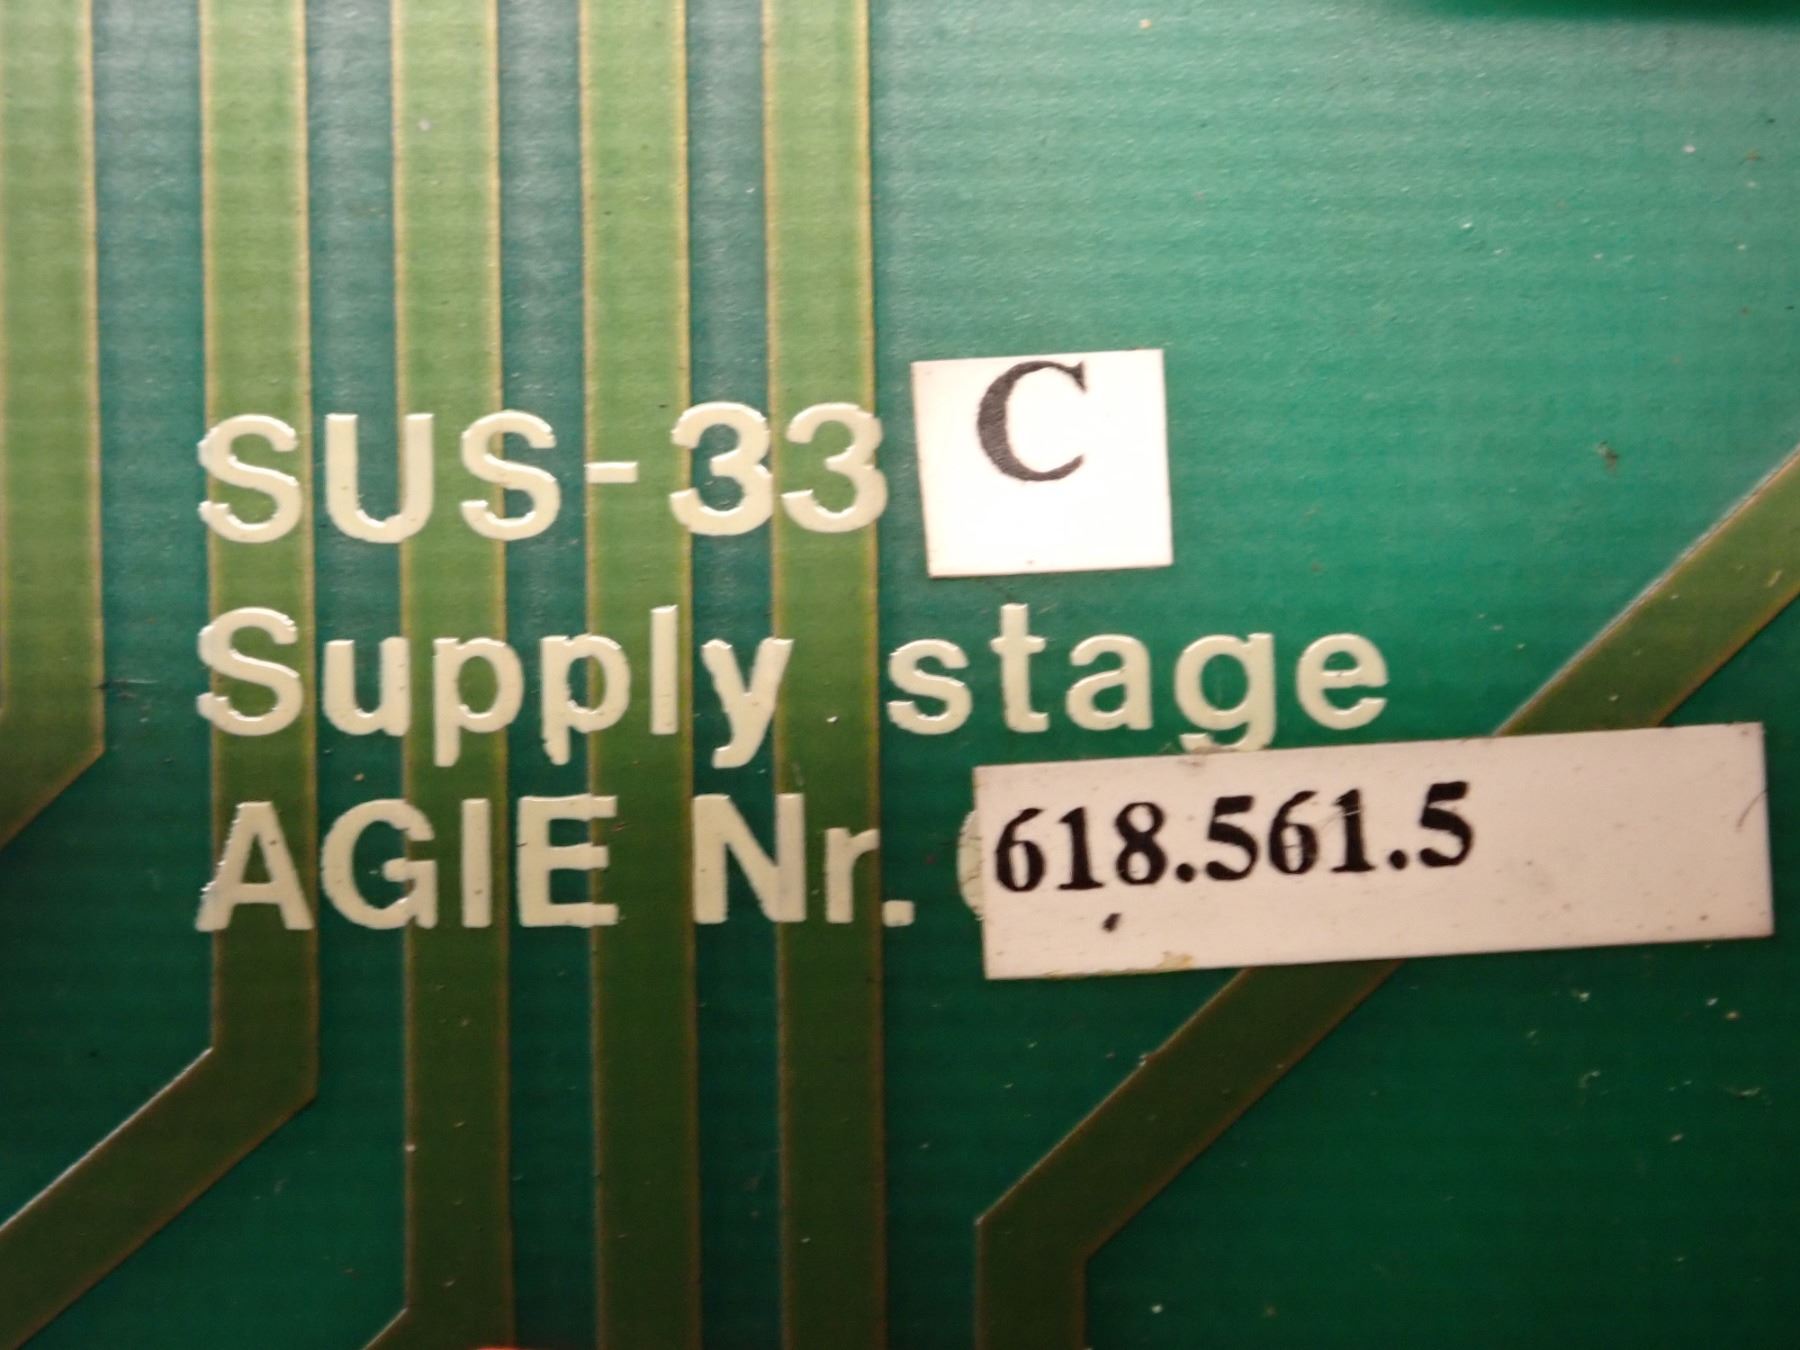 SUS-33 C
Supply stage
AGIE Nr. 618.561.5